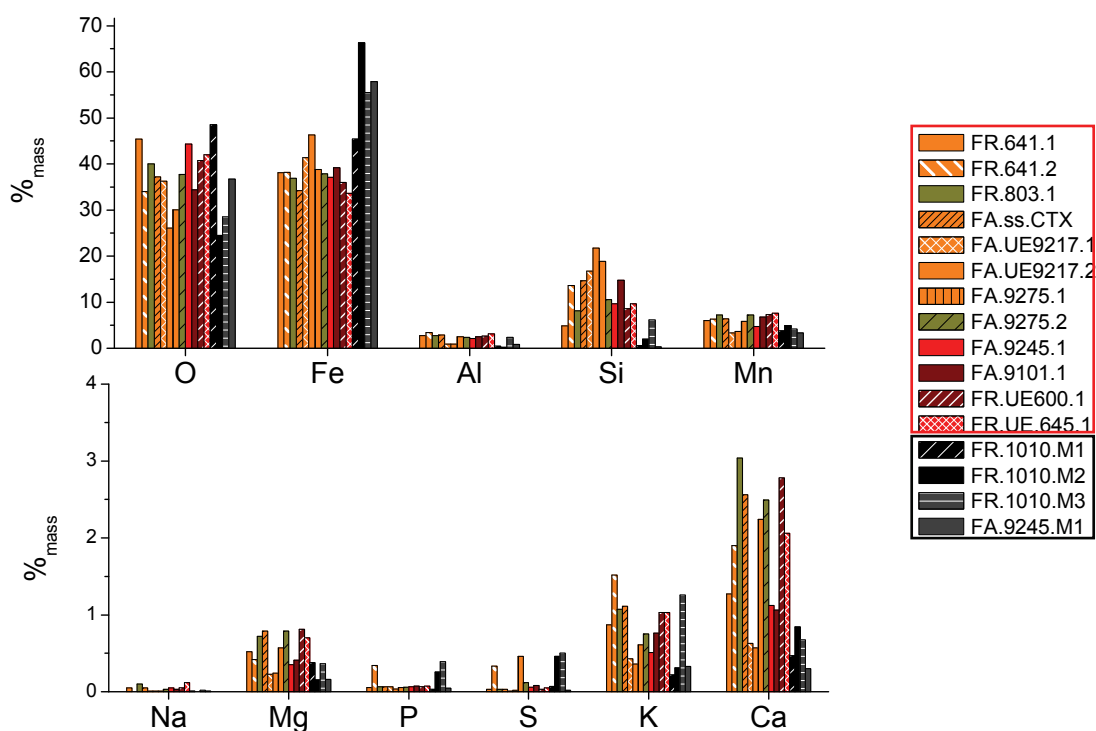 70
60
50
40
30
20
10
0
%mass
O Fe Al Si Mn
4
3
2
1
0
%mass
Na Mg P S K Ca
FR.641.1
FR.641.2
FR.803.1
FA.ss.CTX
FA.UE9217.1
FA.UE9217.2
FA.9275.1
FA.9275.2
FA.9245.1
FA.9101.1
FR.UE600.1
FR.UE.645.1
FR.1010.M1
FR.1010.M2
FR.1010.M3
FA.9245.M1